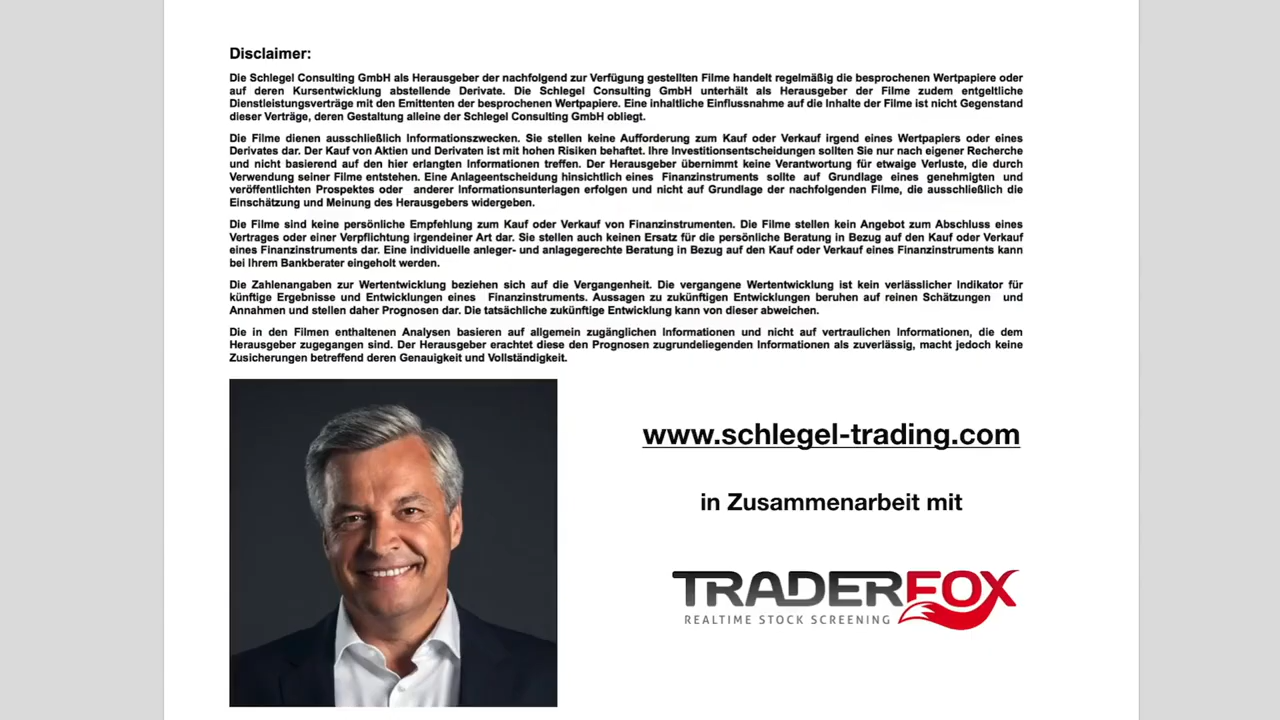 Disclaimer:
Die Schlegel Consulting GmbH als Herausgeber der nachfolgend zur Verfügung gestellten Filme handelt regelmäßig die besprochenen Wertpapiere oder
auf deren Kursentwicklung abstellende Derivate. Die Schlegel Consulting GmbH unterhält als Herausgeber der Filme zudem entgeltliche
Dienstleistungsverträge mit den Emittenten der besprochenen Wertpapiere. Eine inhaltliche Einflussnahme auf die Inhalte der Filme ist nicht Gegenstand
dieser Verträge, deren Gestaltung alleine der Schlegel Consulting GmbH obliegt.
Die Filme dienen ausschließlich Informationszwecken. Sie stellen keine Aufforderung zum Kauf oder Verkauf irgend eines Wertpapiers oder eines
Derivates dar. Der Kauf von Aktien und Derivaten ist mit hohen Risiken behaftet. Ihre Investitionsentscheidungen sollten Sie nur nach eigener Recherche
und nicht basierend auf den hier erlangten Informationen treffen. Der Herausgeber übernimmt keine Verantwortung für etwaige Verluste, die durch
Verwendung seiner Filme entstehen. Eine Anlageentscheidung hinsichtlich eines Finanzinstruments sollte auf Grundlage eines genehmigten und
veröffentlichten Prospektes oder anderer Informationsunterlagen erfolgen und nicht auf Grundlage der nachfolgenden Filme, die ausschließlich die
Einschätzung und Meinung des Herausgebers widergeben.
Die Filme sind keine persönliche Empfehlung zum Kauf oder Verkauf von Finanzinstrumenten. Die Filme stellen kein Angebot zum Abschluss eines
Vertrages oder einer Verpflichtung irgendeiner Art dar. Sie stellen auch keinen Ersatz für die persönliche Beratung in Bezug auf den Kauf oder Verkauf
eines Finanzinstruments dar. Eine individuelle anleger- und anlagegerechte Beratung in Bezug auf den Kauf oder Verkauf eines Finanzinstruments kann
bei Ihrem Bankberater eingeholt werden.
Die Zahlenangaben zur Wertentwicklung beziehen sich auf die Vergangenheit. Die vergangene Wertentwicklung ist kein verlässlicher Indikator für
künftige Ergebnisse und Entwicklungen eines Finanzinstruments. Aussagen zu zukünftigen Entwicklungen beruhen auf reinen Schätzungen und
Annahmen und stellen daher Prognosen dar. Die tatsächliche zukünftige Entwicklung kann von dieser abweichen.
Die in den Filmen enthaltenen Analysen basieren auf allgemein zugänglichen Informationen und nicht auf vertraulichen Informationen, die dem
Herausgeber zugegangen sind. Der Herausgeber erachtet diese den Prognosen zugrundeliegenden Informationen als zuverlässig, macht jedoch keine
Zusicherungen betreffend deren Genauigkeit und Vollständigkeit.
www.schlegel-trading.com
in Zusammenarbeit mit
TRADERFOX
REALTIME STOCK SCREENING